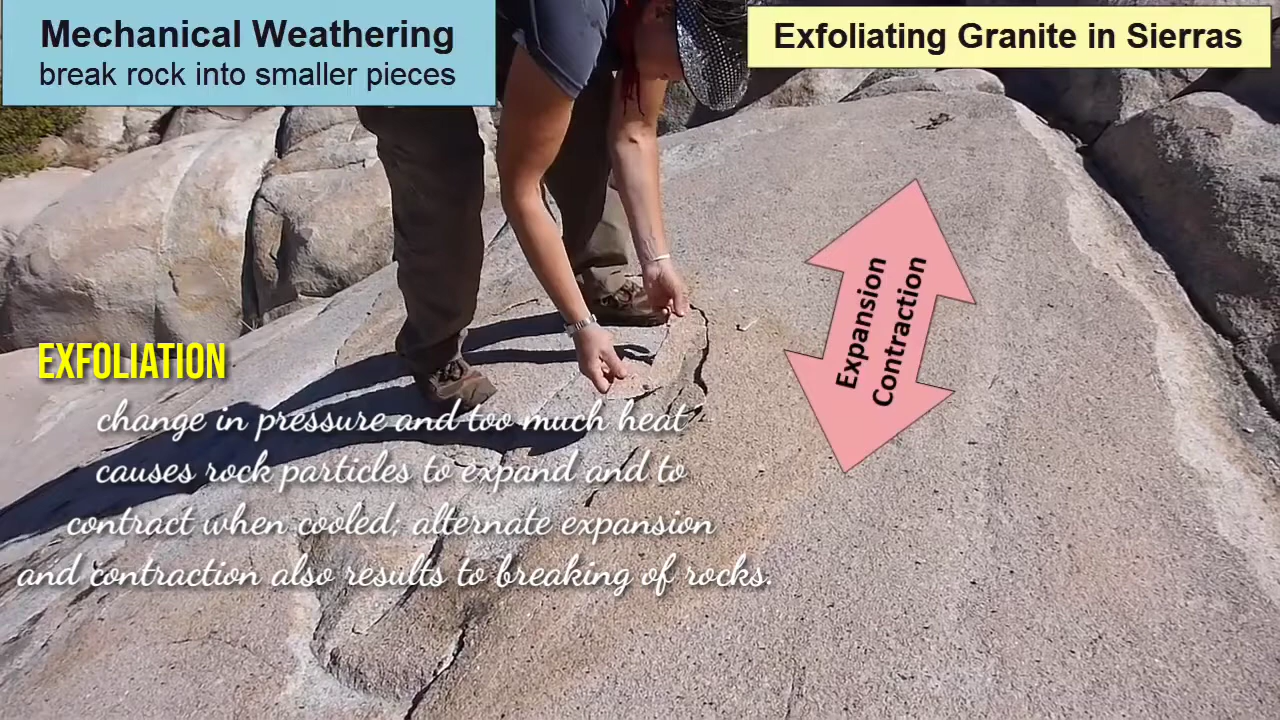 Mechanical Weathering
break rock into smaller pieces
Exfoliating Granite in Sierras
Expansion
Contraction
EXFOLIATION
change in pressure and too much heat
causes rock particles to expand and to
contract when cooled; alternate expansion
and contraction also results to breaking of rocks.